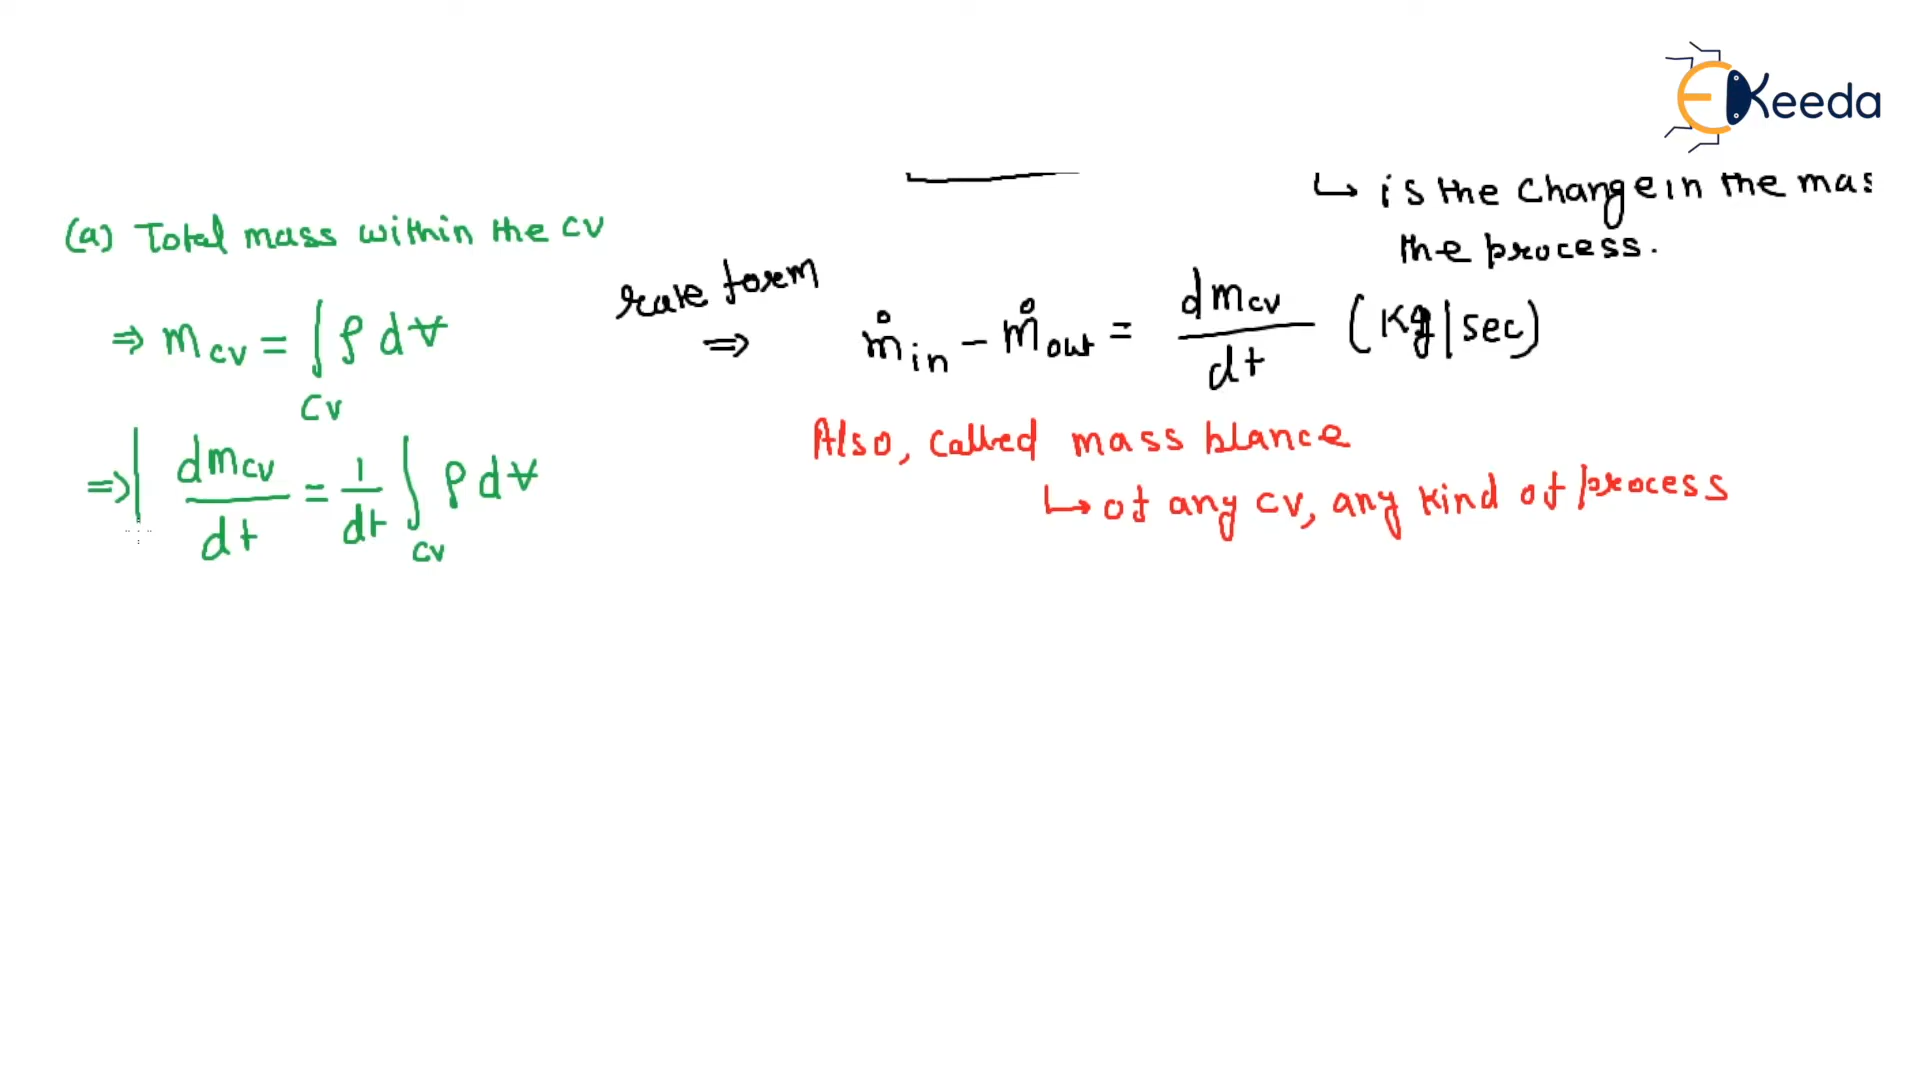 EKeeda
↳ is the change in the mas
the process.
(a) Total mass within the CV
⇒ m_cv = ∫_CV ρ dV
rate form
⇒ ṁ_in - ṁ_out = dm_cv/dt (Kg|sec)
Also, called mass blance
↳ of any CV, any kind of process
⇒ | dm_cv/dt = 1/dt ∫_CV ρ dV